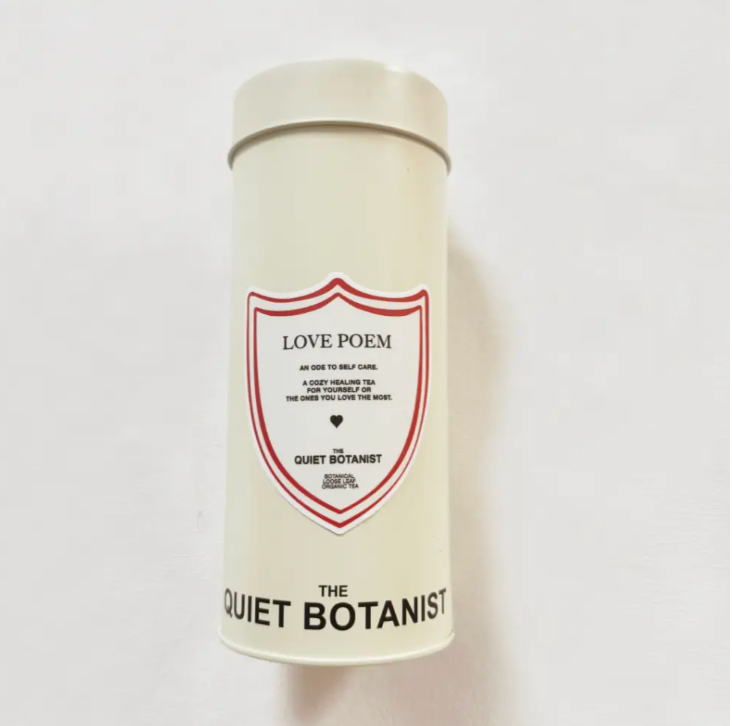 LOVE POEM
AN ODE TO SELF CARE.
A COZY HEALING TEA
FOR YOURSELF OR
THE ONES YOU LOVE THE MOST.
THE
QUIET BOTANIST
BOTANICAL
LOOSE LEAF
ORGANIC TEA
THE
QUIET BOTANIST